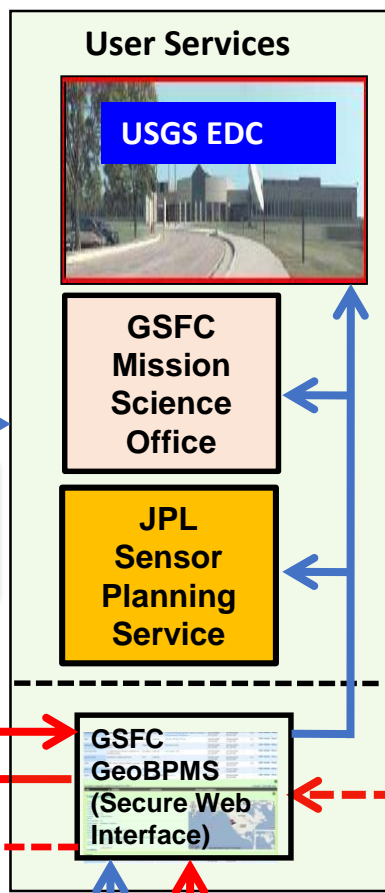 User Services
USGS EDC
GSFC
Mission
Science
Office
JPL
Sensor
Planning
Service
GSFC
GeoBPMS
(Secure Web
Interface)